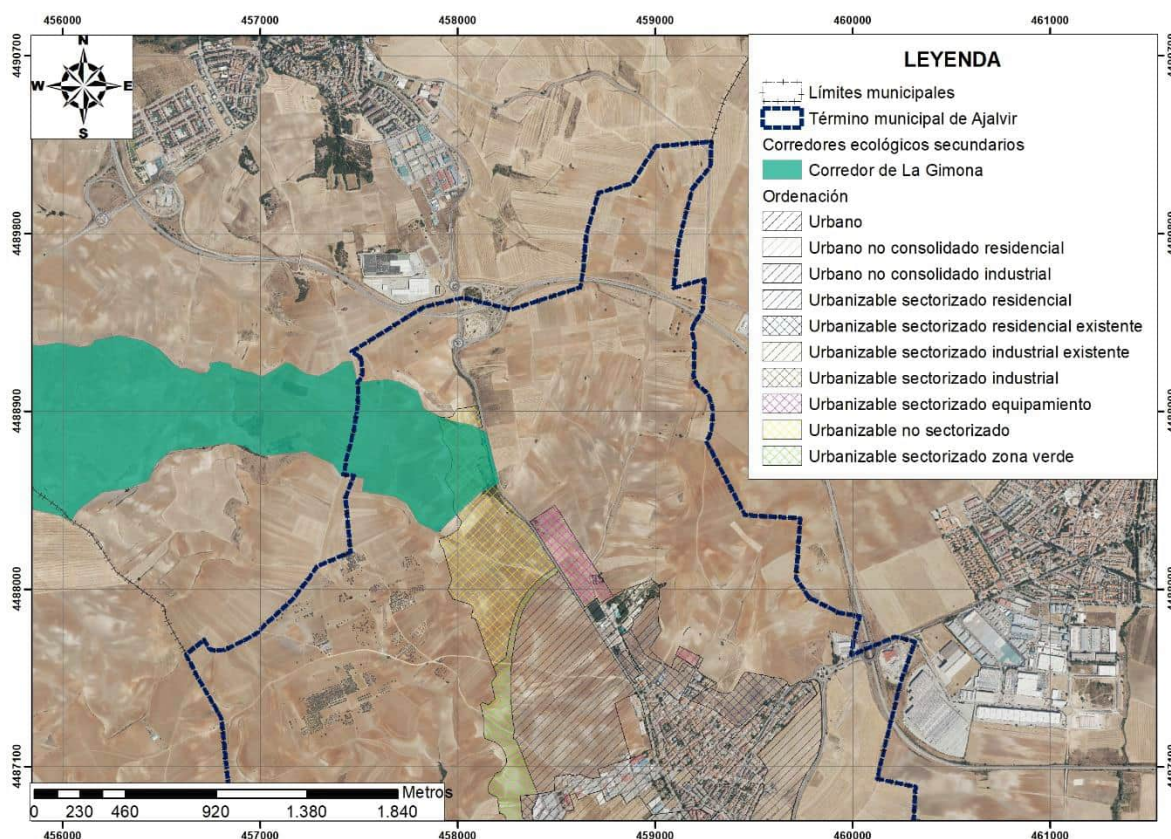 456000 457000 458000 459000 460000 461000
N
W E
S
LEYENDA
Límites municipales
Término municipal de Ajalvir
Corredores ecológicos secundarios
Corredor de La Gimona
Ordenación
Urbano
Urbano no consolidado residencial
Urbano no consolidado industrial
Urbanizable sectorizado residencial
Urbanizable sectorizado residencial existente
Urbanizable sectorizado industrial existente
Urbanizable sectorizado industrial
Urbanizable sectorizado equipamiento
Urbanizable no sectorizado
Urbanizable sectorizado zona verde
4490700
4489800 4489800
4488900
4488000 4488000
4487100
Metros
0 230 460 920 1.380 1.840
456000 457000 458000 459000 460000 461000